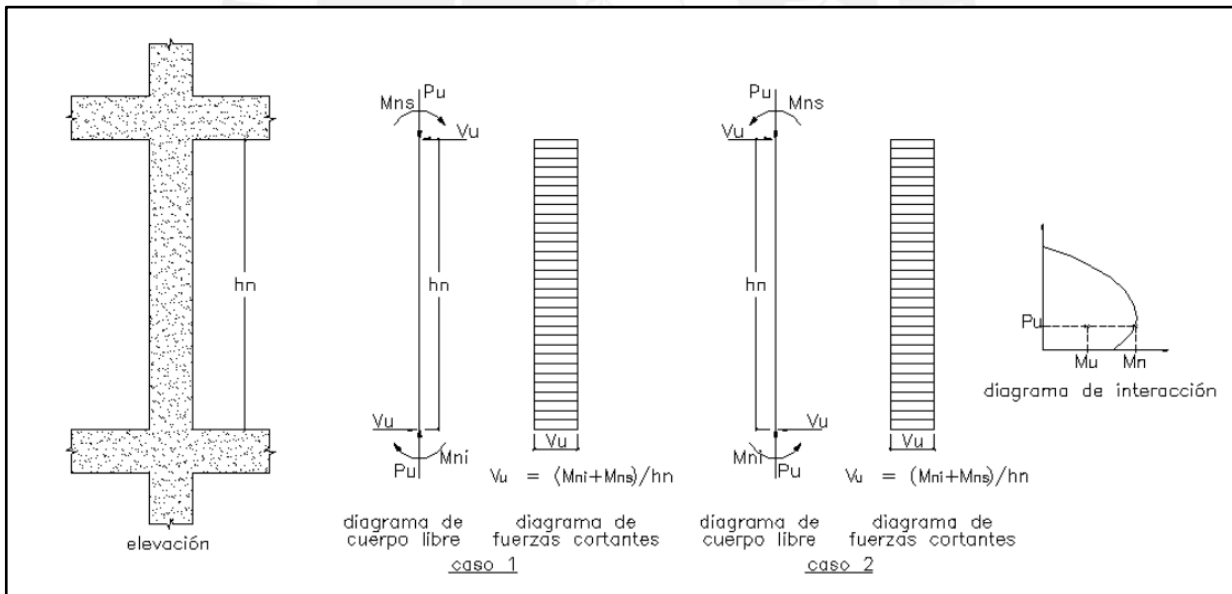 Pu
Mns
Vu
hn
hn
Vu
Pu
Mni
Vu
Vu = (Mni+Mns)/hn
elevación
diagrama de
cuerpo libre
diagrama de
fuerzas cortantes
caso 1
Pu
Mns
Vu
hn
Vu
Mni
Pu
Vu
Vu = (Mni+Mns)/hn
diagrama de
cuerpo libre
diagrama de
fuerzas cortantes
caso 2
Pu
Mu
Mn
diagrama de interacción